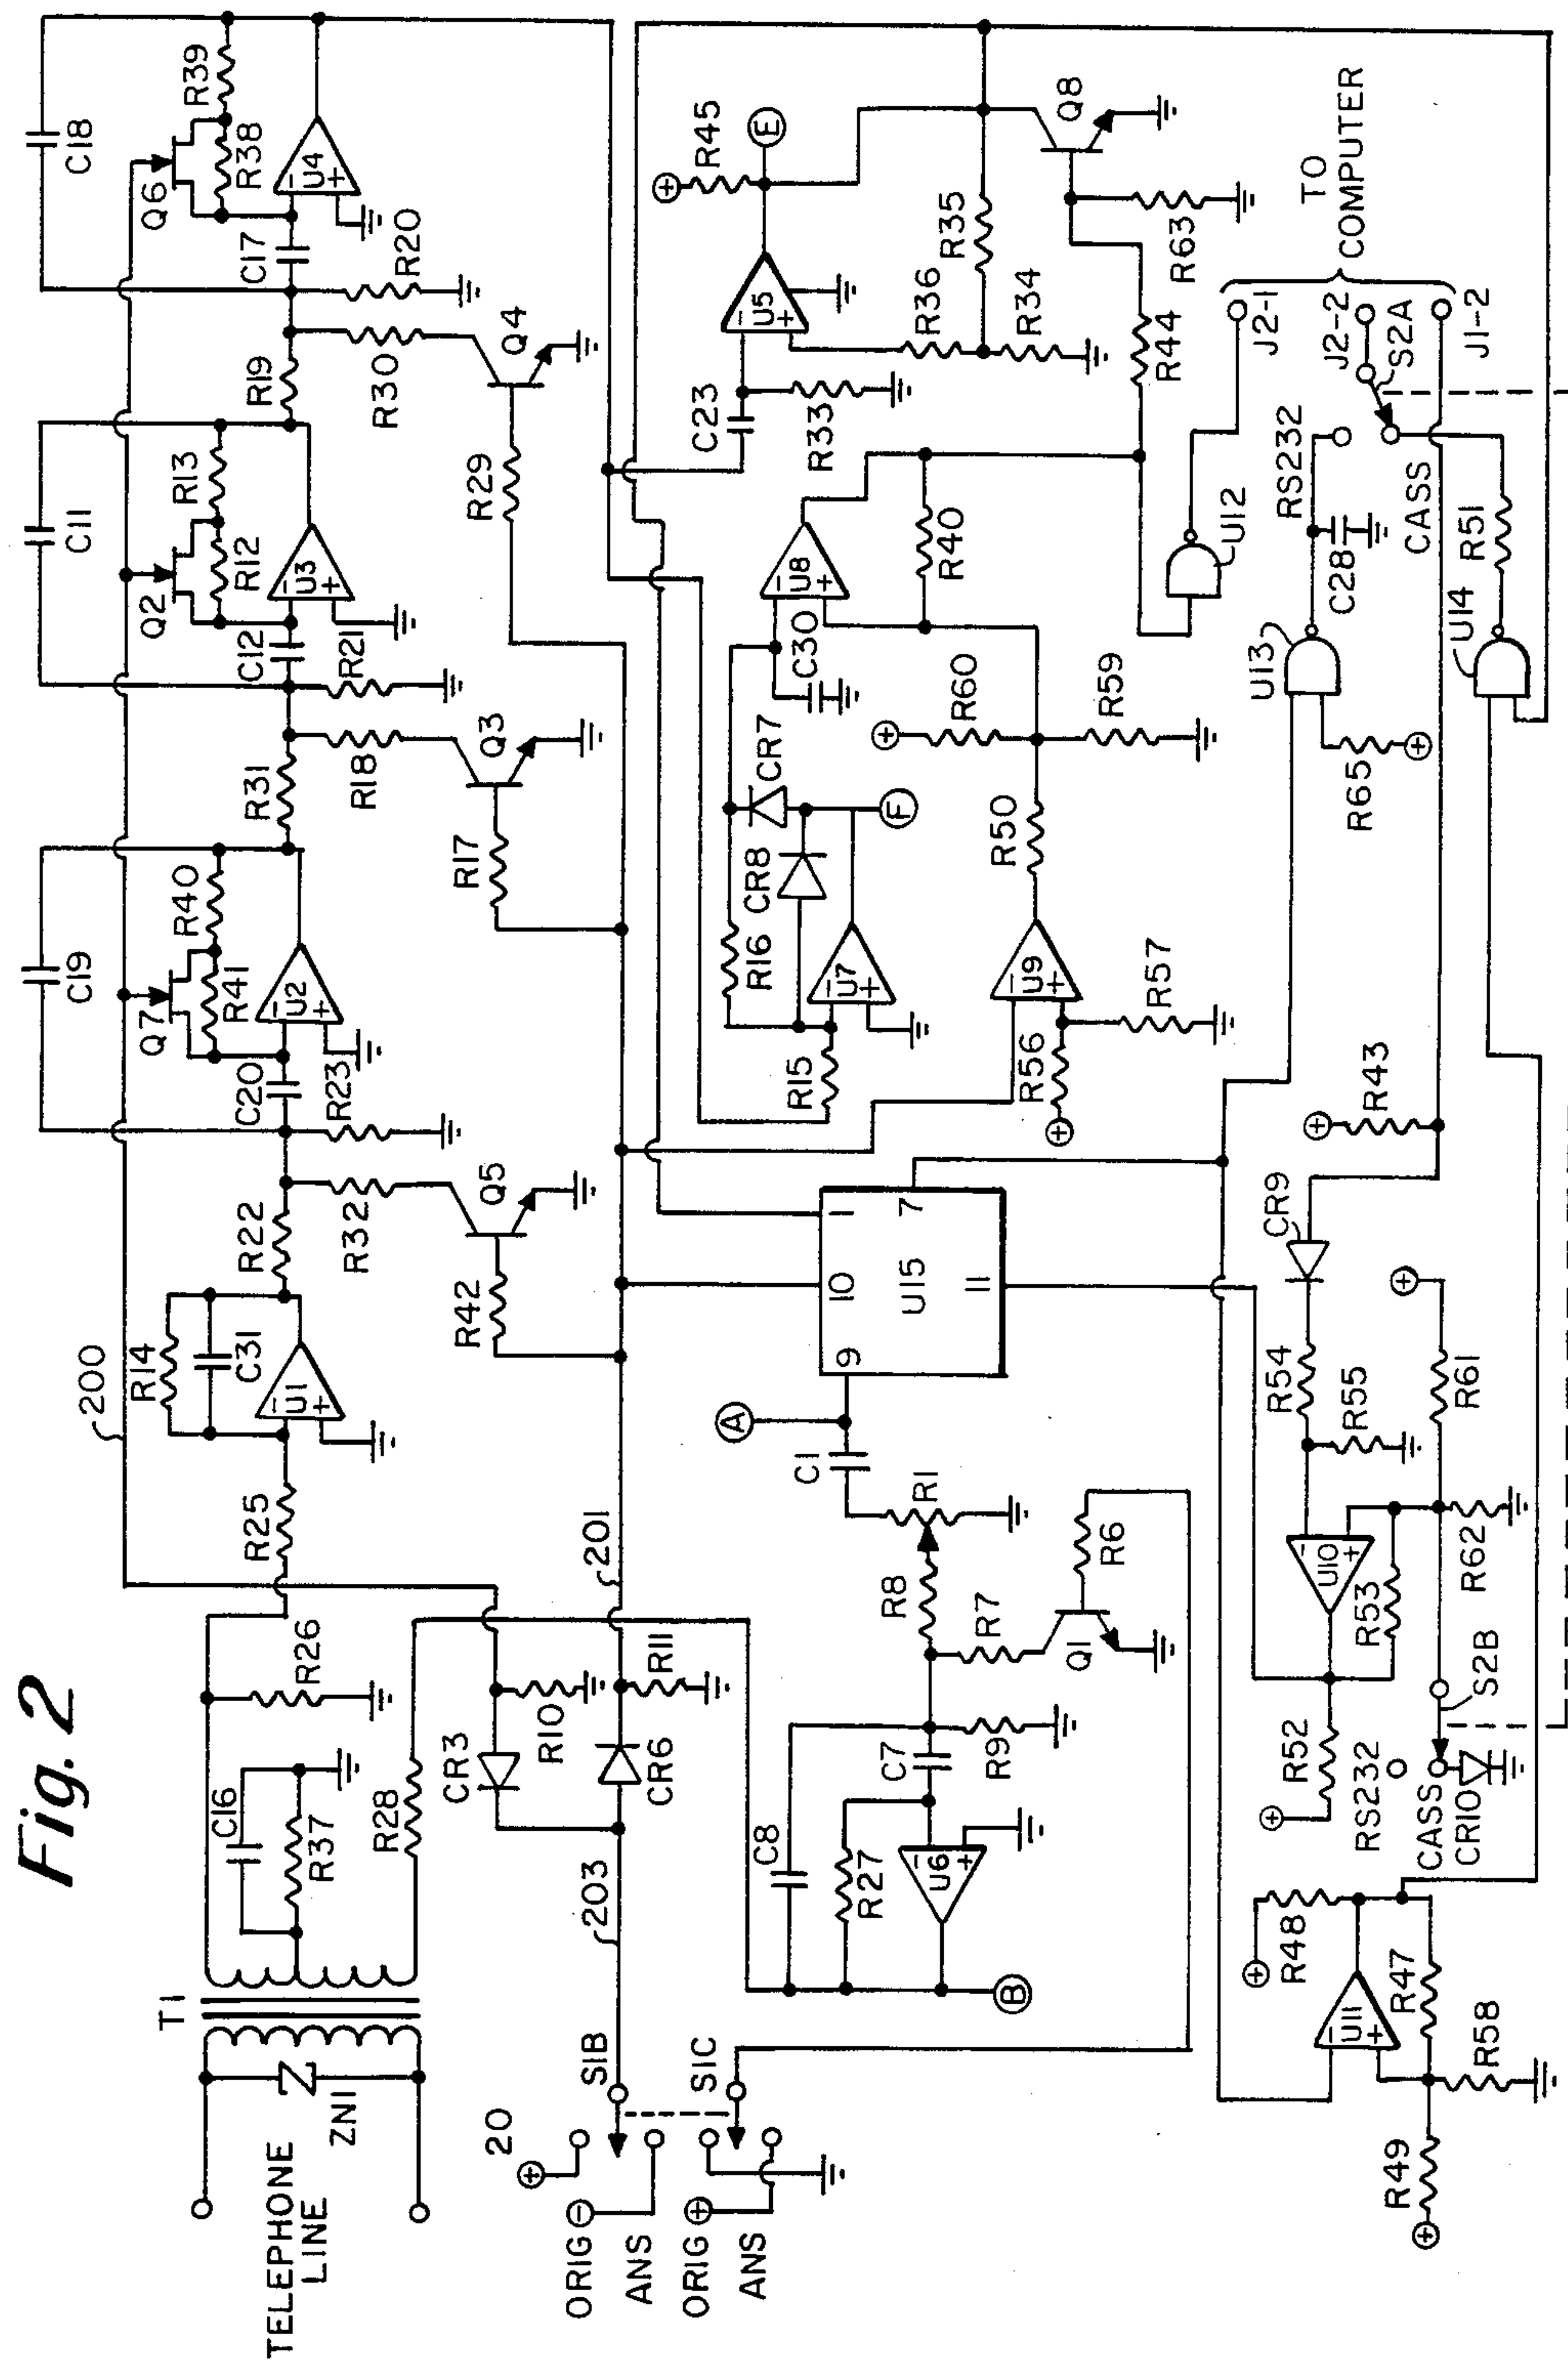 Fig. 2
C18
R39
Q6
R38
U4
- +
C17
R20
R19
R30
Q4
R29
C11
R13
Q2
R12
U3
- +
C12
R21
R31
R18
Q3
R17
C19
R40
Q7
R41
U2
- +
C20
R23
R22
R32
Q5
R42
200
R14
C31
U1
- +
R25
201
R26
C16
R37
R28
T1
ZN1
TELEPHONE
LINE
CR3
R10
R11
CR6
203
S1B
S1C
20
+
ORIG -
ANS
ORIG +
ANS
R45
+
E
U5
- +
C23
R33
R35
R36
R34
Q8
R63
R44
U8
- +
R40
C30
CR7
CR8
F
R16
U7
- +
R15
+
R60
R59
R50
U9
- +
R57
R56
+
U12
J2-1
J2-2
S2A
J1-2
TO
COMPUTER
RS232
CASS
C28
U13
R65
+
R51
U14
1
7
10
U15
9
11
A
C1
R1
R8
R7
R6
Q1
C7
R9
C8
R27
U6
- +
B
R43
+
CR9
R54
R55
+
R61
U10
- +
R62
R53
S2B
R52
+
RS232
CASS
CR10
R48
+
U11
- +
R47
R58
R49
+